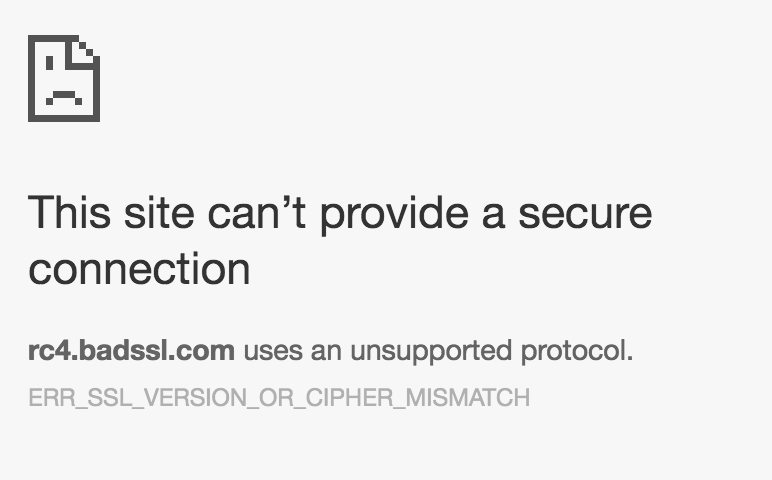 This site can’t provide a secure
connection
rc4.badssl.com uses an unsupported protocol.
ERR_SSL_VERSION_OR_CIPHER_MISMATCH